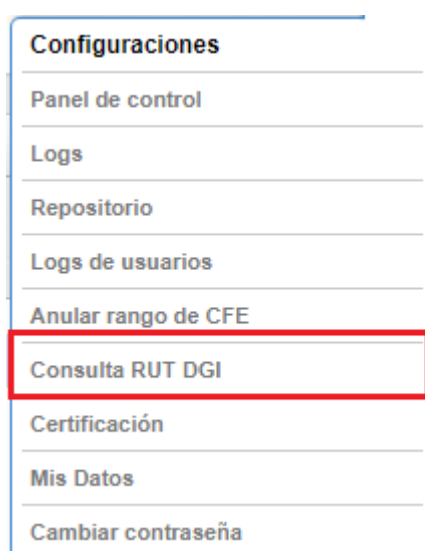 Configuraciones
Panel de control
Logs
Repositorio
Logs de usuarios
Anular rango de CFE
Consulta RUT DGI
Certificación
Mis Datos
Cambiar contraseña